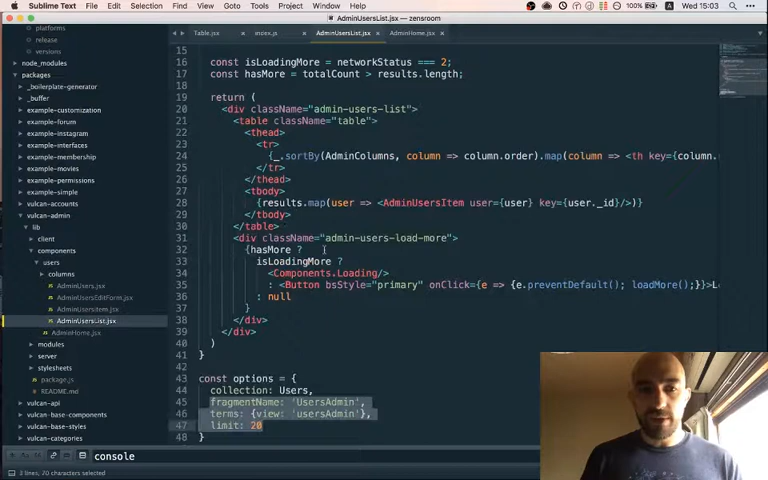 Sublime Text File Edit Selection Find View Goto Tools Project Window Help 100% Wed 15:03
AdminUsersList.jsx — zensroom
Table.jsx index.js AdminUsersList.jsx AdminHome.jsx
platforms
release
versions
node_modules
packages
_boilerplate-generator
_buffer
example-customization
example-forum
example-instagram
example-interfaces
example-membership
example-movies
example-permissions
example-simple
vulcan-accounts
vulcan-admin
lib
client
components
users
columns
AdminUsers.jsx
AdminUsersEditForm.jsx
AdminUsersItem.jsx
AdminUsersList.jsx
AdminHome.jsx
modules
server
stylesheets
package.js
README.md
vulcan-api
vulcan-base-components
vulcan-base-styles
vulcan-categories
15
16 const isLoadingMore = networkStatus === 2;
17 const hasMore = totalCount > results.length;
18
19 return (
20 <div className="admin-users-list">
21 <table className="table">
22 <thead>
23 <tr>
24 {_.sortBy(AdminColumns, column => column.order).map(column => <th key={column.
25 </tr>
26 </thead>
27 <tbody>
28 {results.map(user => <AdminUsersItem user={user} key={user._id}/>)}
29 </tbody>
30 </table>
31 <div className="admin-users-load-more">
32 {hasMore ?
33 isLoadingMore ?
34 <Components.Loading/>
35 : <Button bsStyle="primary" onClick={e => {e.preventDefault(); loadMore();}}>L
36 : null
37 }
38 </div>
39 </div>
40 )
41 }
42
43 const options = {
44 collection: Users,
45 fragmentName: 'UsersAdmin',
46 terms: {view: 'usersAdmin'},
47 limit: 20
48 }
console
3 lines, 20 characters selected